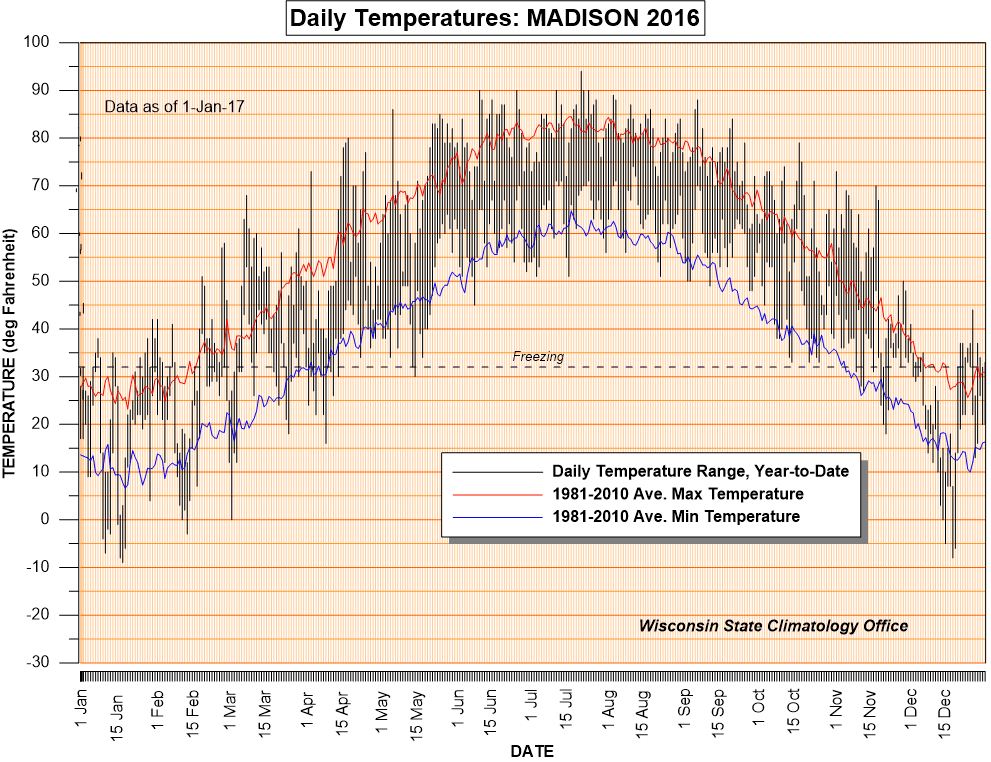 Daily Temperatures: MADISON 2016
100
90
80
70
60
50
40
30
20
10
0
-10
-20
-30
TEMPERATURE (deg Fahrenheit)
Data as of 1-Jan-17
Freezing
Daily Temperature Range, Year-to-Date
1981-2010 Ave. Max Temperature
1981-2010 Ave. Min Temperature
Wisconsin State Climatology Office
1 Jan
15 Jan
1 Feb
15 Feb
1 Mar
15 Mar
1 Apr
15 Apr
1 May
15 May
1 Jun
15 Jun
1 Jul
15 Jul
1 Aug
15 Aug
1 Sep
15 Sep
1 Oct
15 Oct
1 Nov
15 Nov
1 Dec
15 Dec
DATE